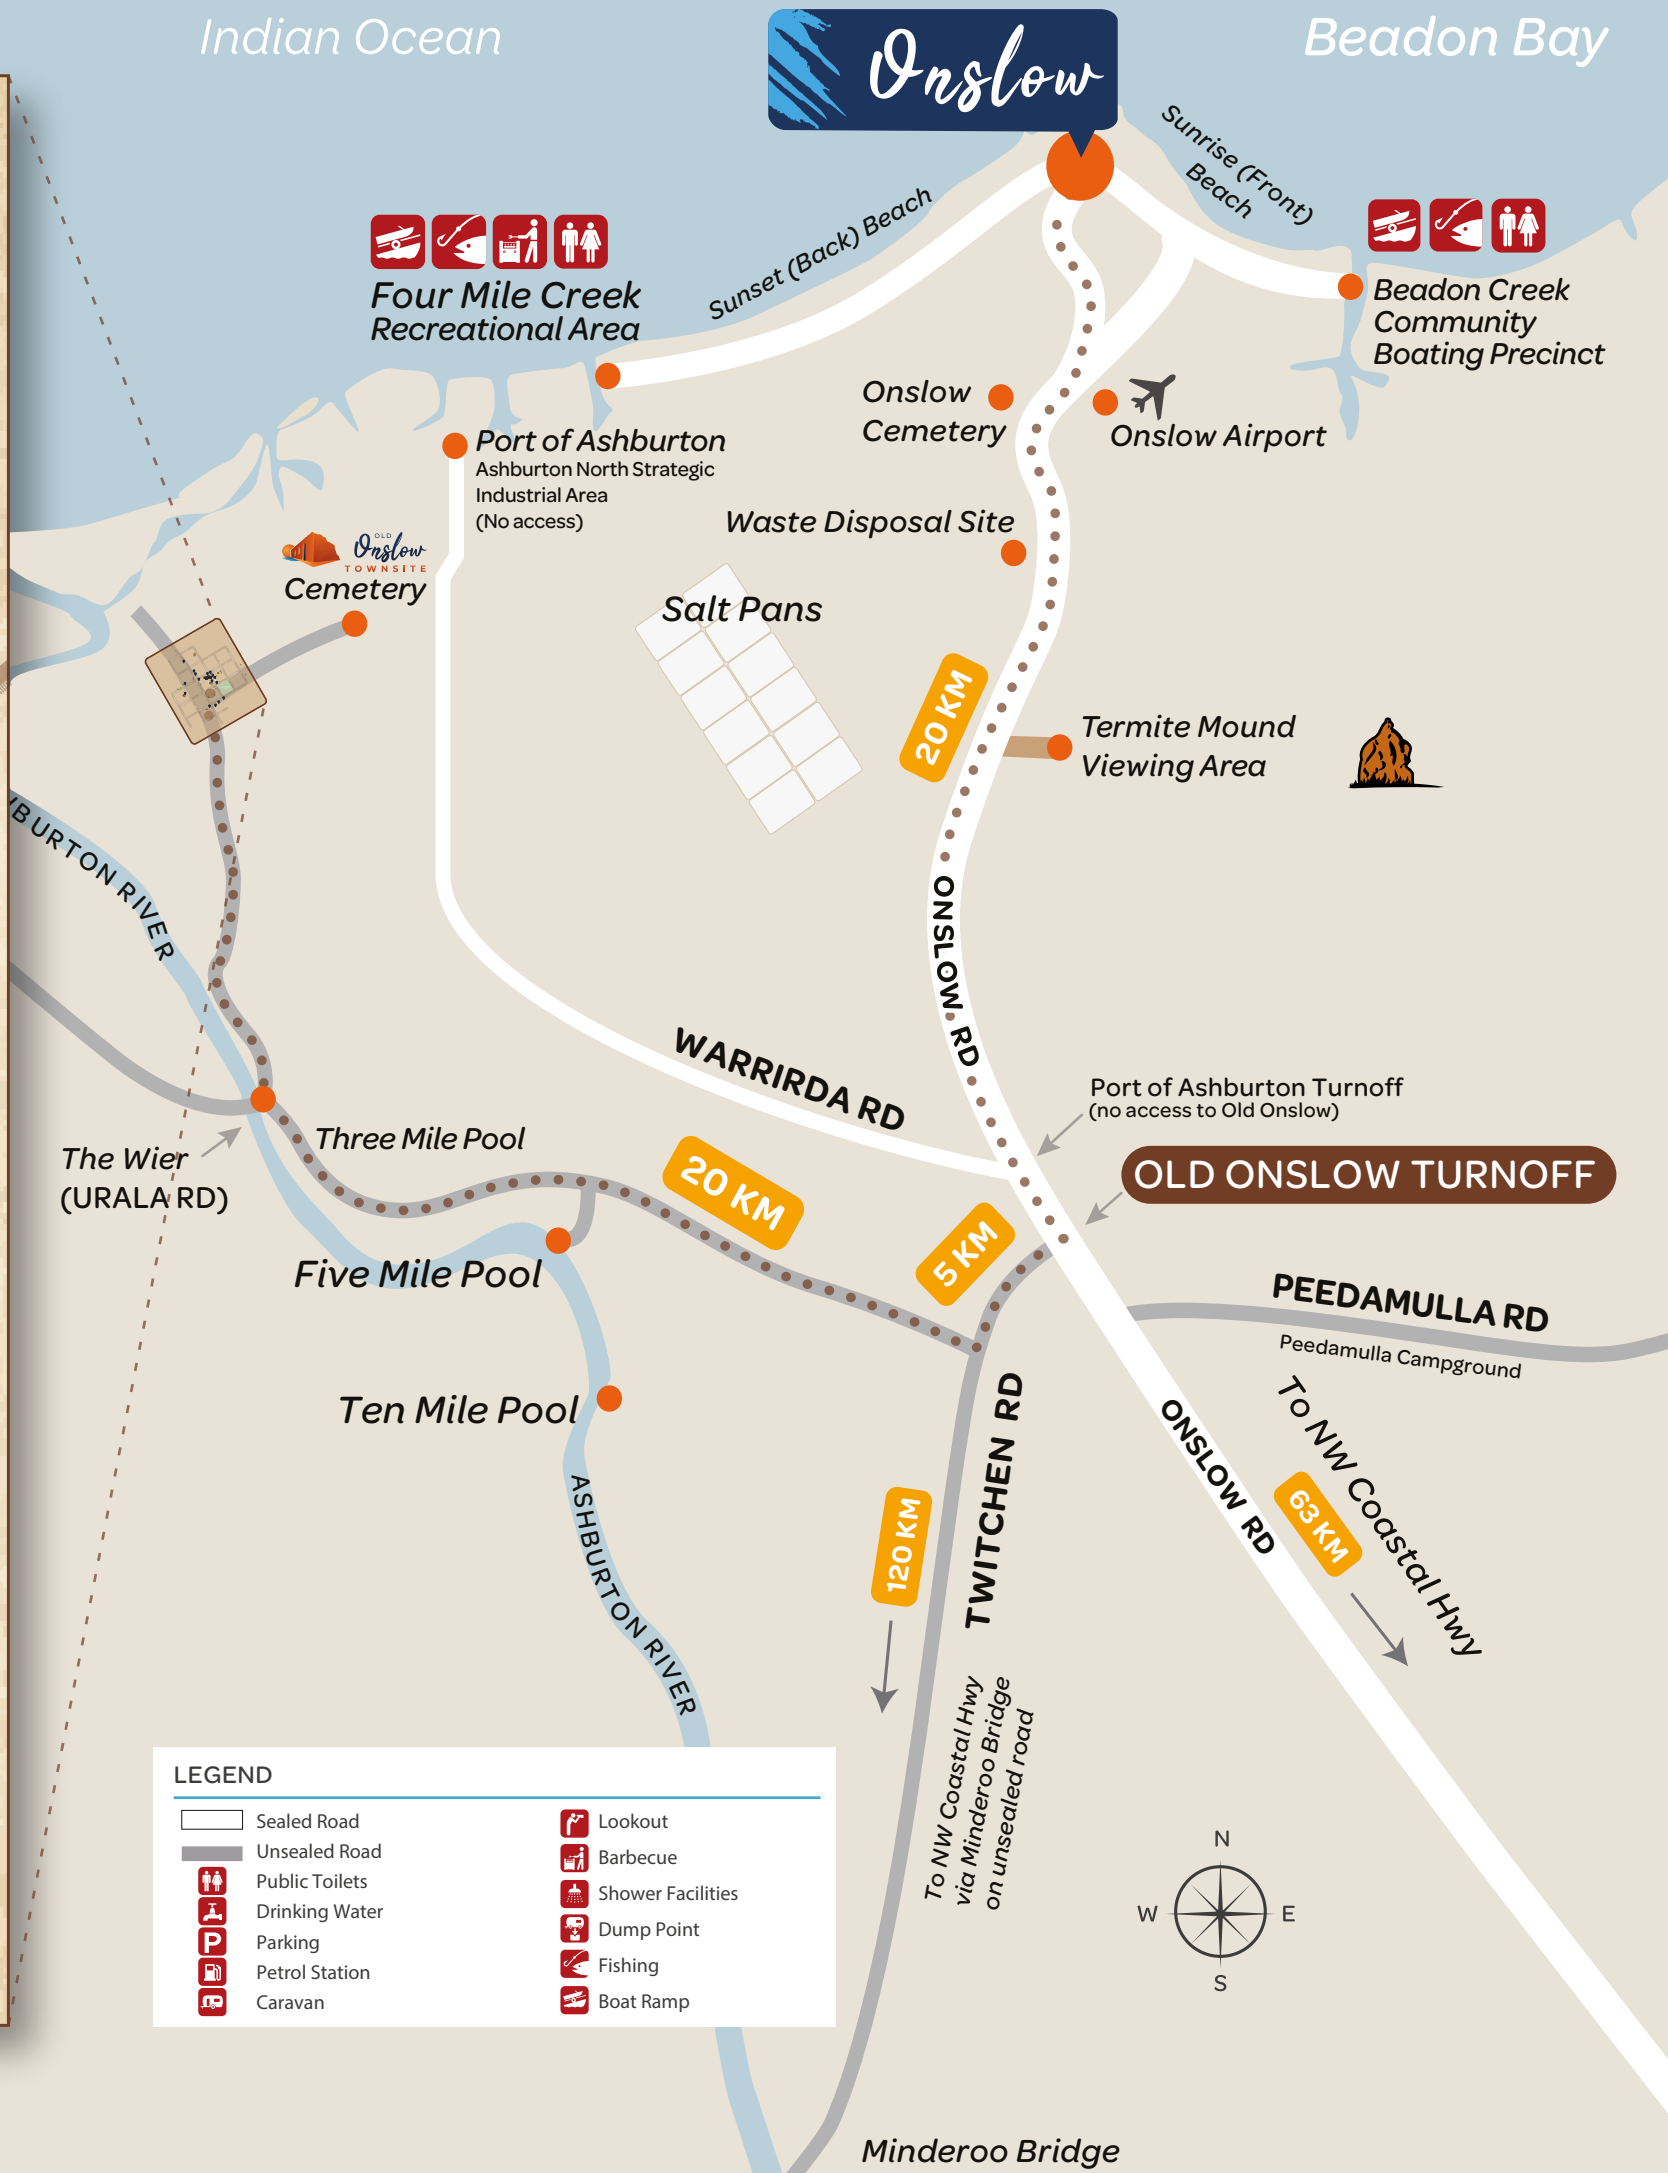 Indian Ocean
Onslow
Beadon Bay
Sunrise (Front)
Beach
Sunset (Back) Beach
Four Mile Creek
Recreational Area
Beadon Creek
Community
Boating Precinct
Onslow
Cemetery
Onslow Airport
Port of Ashburton
Ashburton North Strategic
Industrial Area
(No access)
Waste Disposal Site
OLD
Onslow
TOWNSITE
Cemetery
Salt Pans
20 KM
Termite Mound
Viewing Area
BURTON RIVER
ONSLOW RD
WARRIRDA RD
Port of Ashburton Turnoff
(no access to Old Onslow)
OLD ONSLOW TURNOFF
Three Mile Pool
The Wier
(URALA RD)
20 KM
5 KM
Five Mile Pool
PEEDAMULLA RD
Peedamulla Campground
Ten Mile Pool
TWITCHEN RD
ONSLOW RD
To NW Coastal Hwy
63 KM
120 KM
ASHBURTON RIVER
To NW Coastal Hwy
via Minderoo Bridge
on unsealed road
LEGEND
Sealed Road
Unsealed Road
Public Toilets
Drinking Water
P
Parking
Petrol Station
Caravan
Lookout
Barbecue
Shower Facilities
Dump Point
Fishing
Boat Ramp
N
W
E
S
Minderoo Bridge